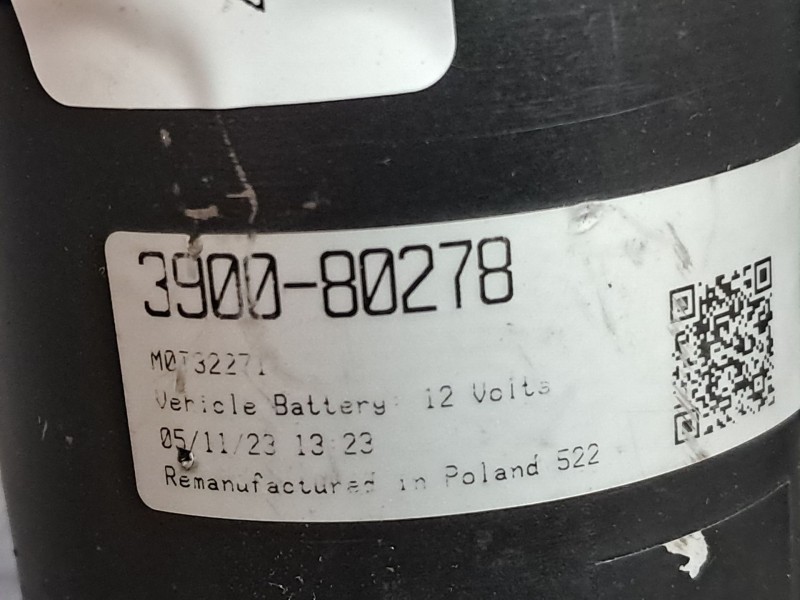 3900-80278
M0T32271
Vehicle Battery: 12 Volts
05/11/23 13:23
Remanufactured in Poland 522